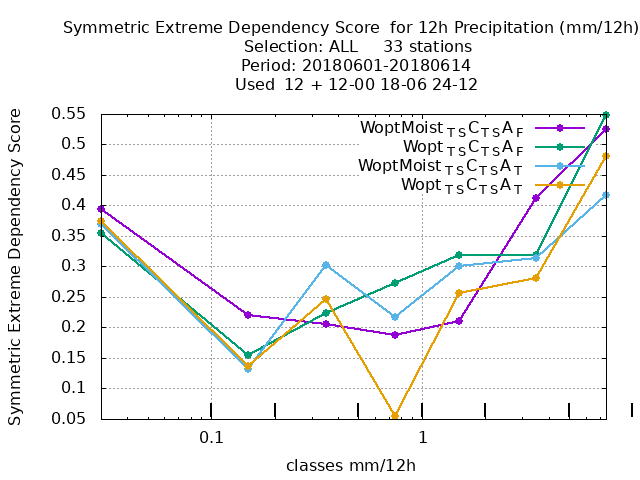 Symmetric Extreme Dependency Score  for 12h Precipitation (mm/12h)
Selection: ALL     33 stations
Period: 20180601-20180614
Used  12 + 12-00 18-06 24-12
Symmetric Extreme Dependency Score
0.55
0.5
0.45
0.4
0.35
0.3
0.25
0.2
0.15
0.1
0.05
WoptMoist TS C TS A F
Wopt TS C TS A F
WoptMoist TS C TS A T
Wopt TS C TS A T
0.1
1
classes mm/12h